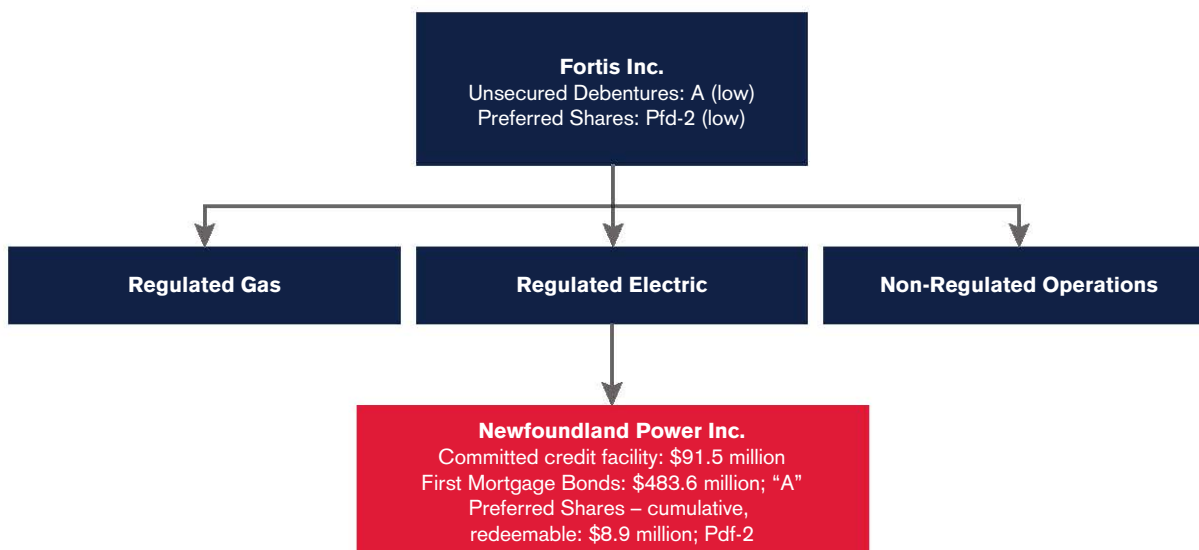 Fortis Inc.
Unsecured Debentures: A (low)
Preferred Shares: Pfd-2 (low)
Regulated Gas
Regulated Electric
Non-Regulated Operations
Newfoundland Power Inc.
Committed credit facility: $91.5 million
First Mortgage Bonds: $483.6 million; “A”
Preferred Shares – cumulative,
redeemable: $8.9 million; Pdf-2